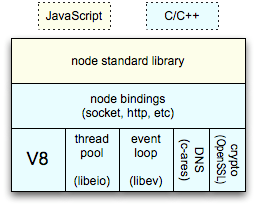 JavaScript
C/C++
node standard library
node bindings
(socket, http, etc)
V8
thread
pool
(libeio)
event
loop
(libev)
DNS
(c-ares)
crypto
(OpenSSL)